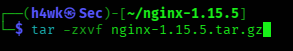 ┌──(h4wk㉿Sec)-[~/nginx-1.15.5]
└─$ tar -zxvf nginx-1.15.5.tar.gz